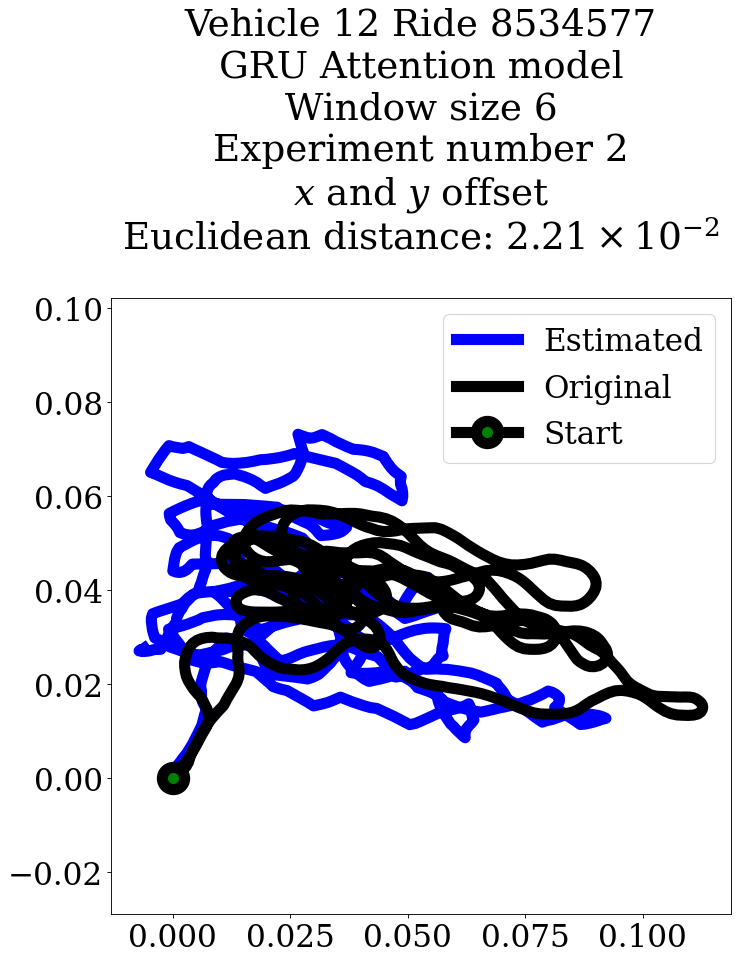 Vehicle 12 Ride 8534577
GRU Attention model
Window size 6
Experiment number 2
x and y offset
Euclidean distance: 2.21 × 10⁻²
0.10
0.08
0.06
0.04
0.02
0.00
−0.02
Estimated
Original
Start
0.000 0.025 0.050 0.075 0.100